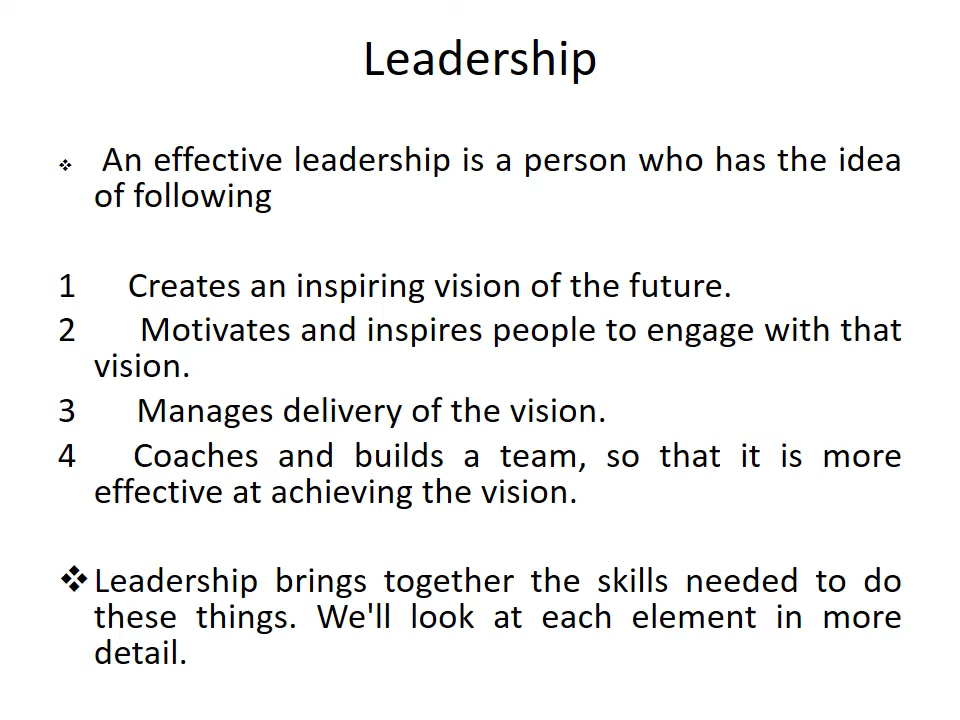 Leadership
❖ An effective leadership is a person who has the idea
of following
1 Creates an inspiring vision of the future.
2 Motivates and inspires people to engage with that
vision.
3 Manages delivery of the vision.
4 Coaches and builds a team, so that it is more
effective at achieving the vision.
❖Leadership brings together the skills needed to do
these things. We'll look at each element in more
detail.